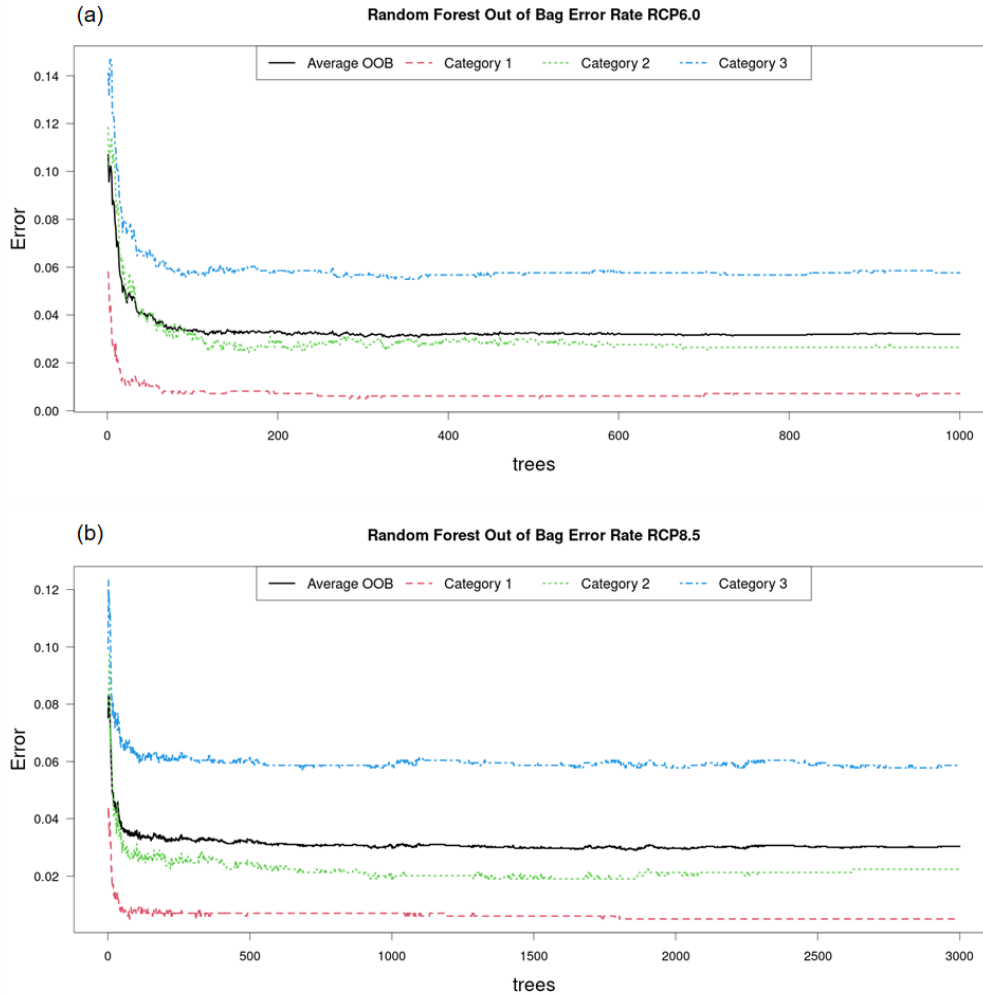 (a)
Random Forest Out of Bag Error Rate RCP6.0
Average OOB Category 1 Category 2 Category 3
0.14
0.12
0.10
0.08
0.06
0.04
0.02
0.00
Error
0 200 400 600 800 1000
trees
(b)
Random Forest Out of Bag Error Rate RCP8.5
Average OOB Category 1 Category 2 Category 3
0.12
0.10
0.08
0.06
0.04
0.02
Error
0 500 1000 1500 2000 2500 3000
trees